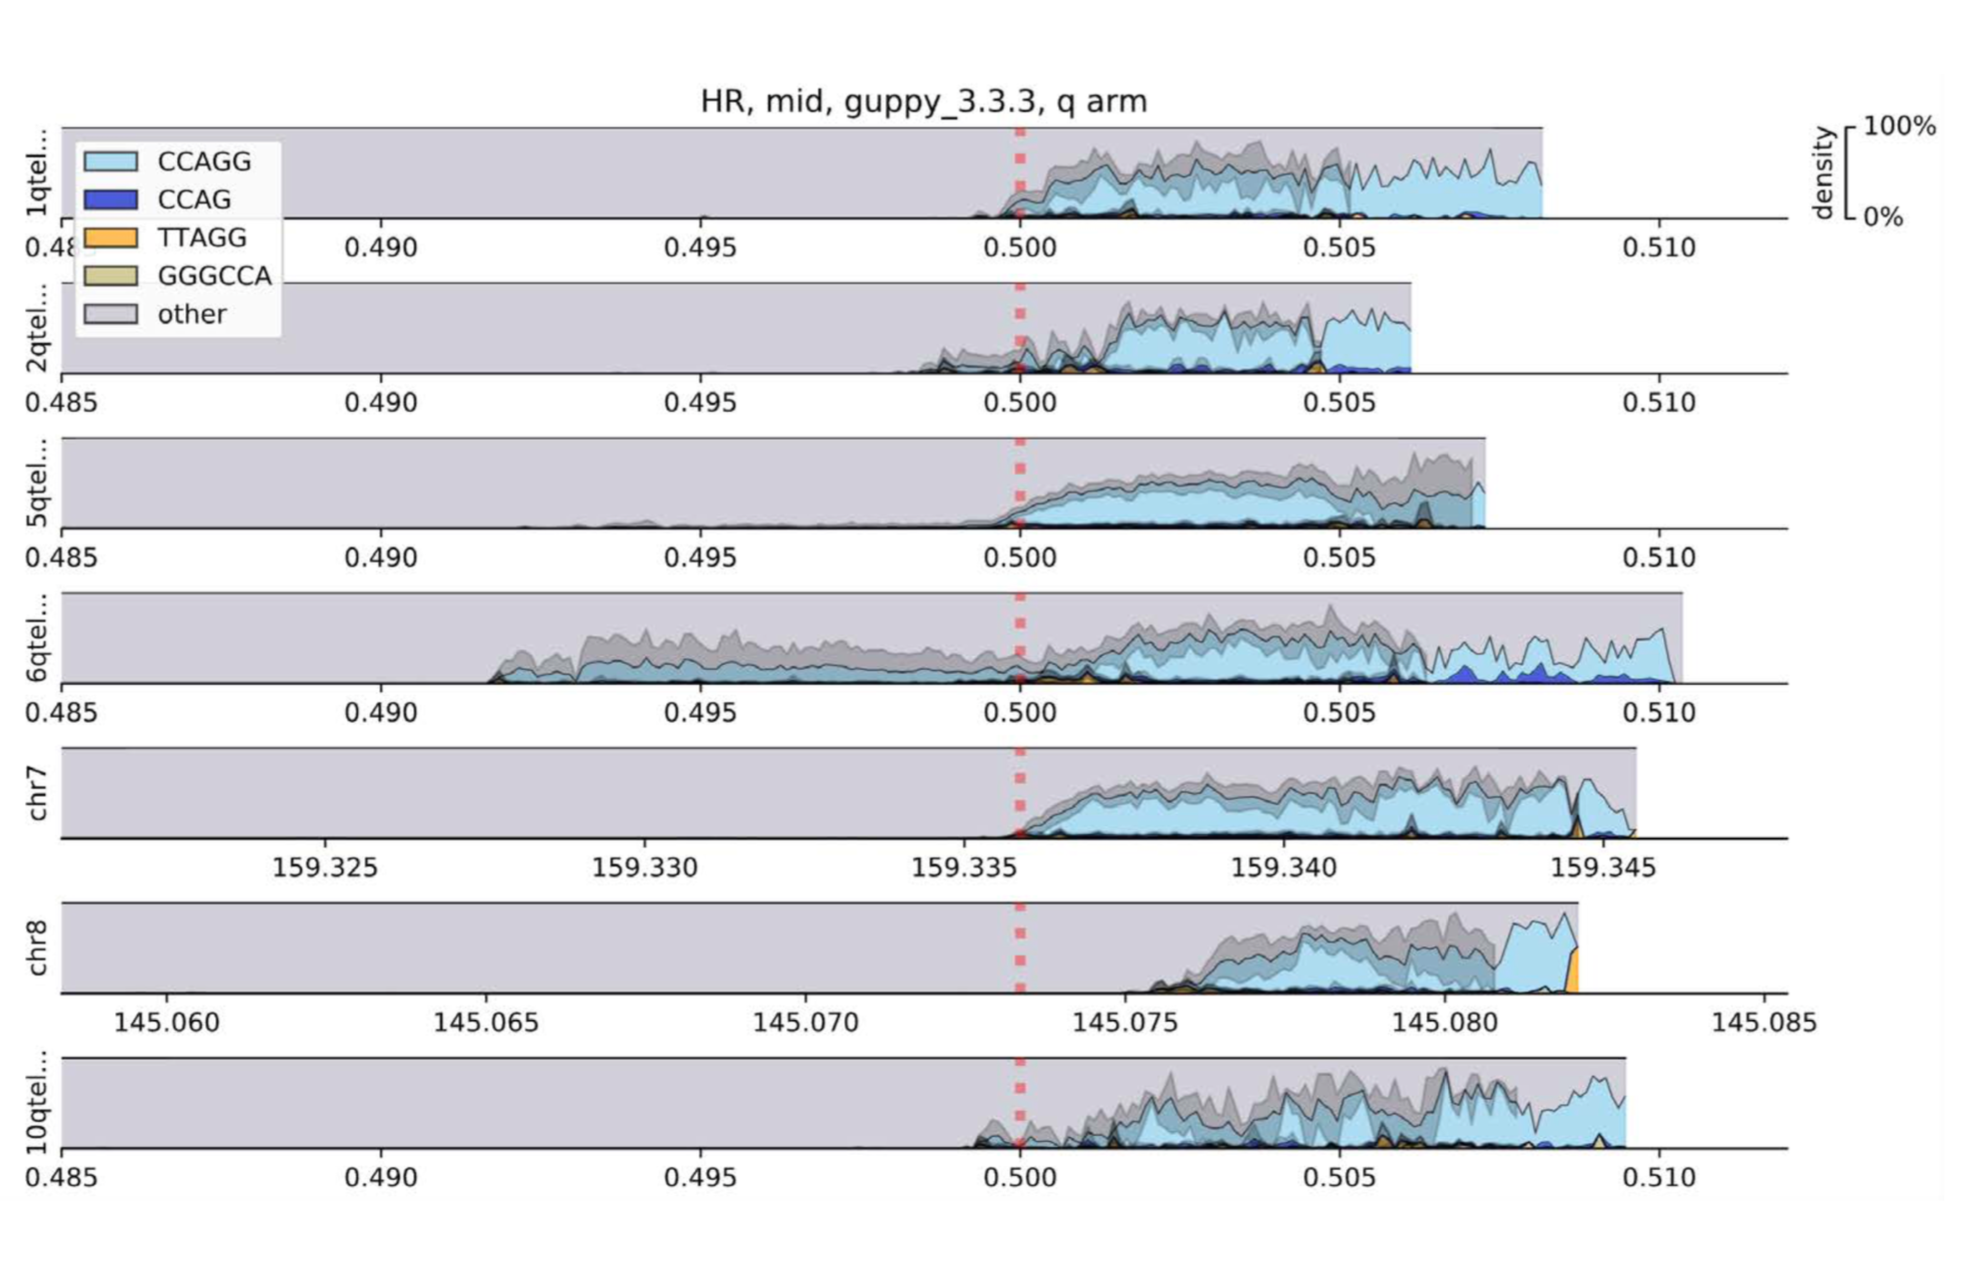 HR, mid, guppy_3.3.3, q arm
1qtel...
CCAGG
CCAG
TTAGG
GGGCCA
other
density
100%
0%
0.48 0.490 0.495 0.500 0.505 0.510
2qtel...
0.485 0.490 0.495 0.500 0.505 0.510
5qtel...
0.485 0.490 0.495 0.500 0.505 0.510
6qtel...
0.485 0.490 0.495 0.500 0.505 0.510
chr7
159.325 159.330 159.335 159.340 159.345
chr8
145.060 145.065 145.070 145.075 145.080 145.085
10qtel...
0.485 0.490 0.495 0.500 0.505 0.510